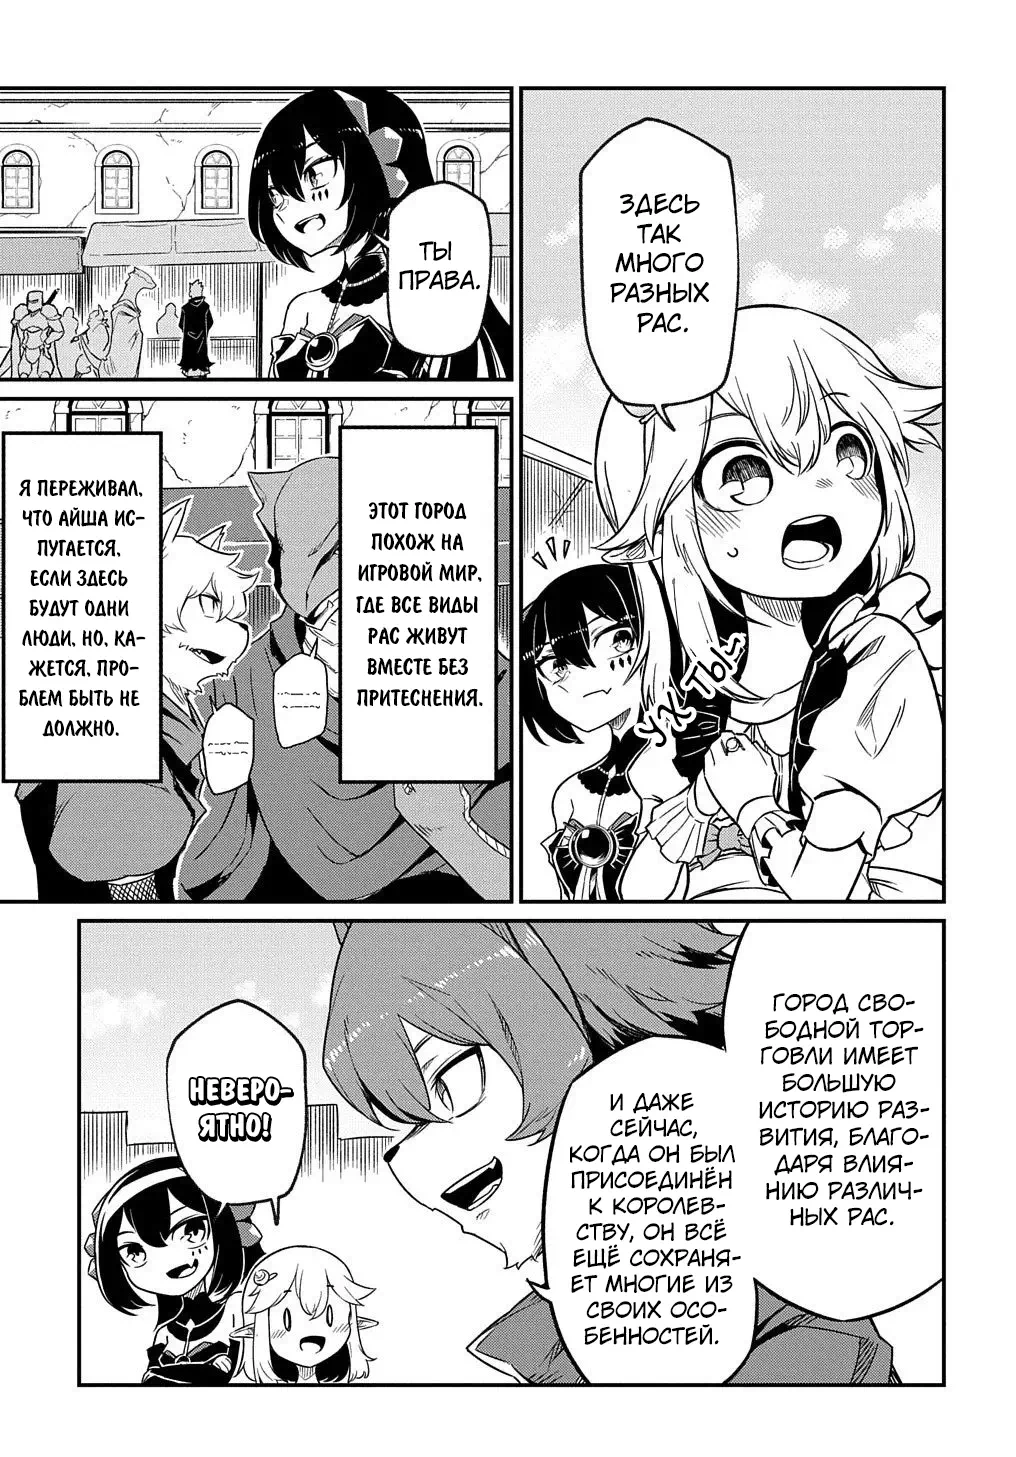 ЗДЕСЬ
ТАК
МНОГО
РАЗНЫХ
РАС.
УХ ТЫ~
ТЫ
ПРАВА.
ЭТОТ ГОРОД
ПОХОЖ НА
ИГРОВОЙ МИР,
ГДЕ ВСЕ ВИДЫ
РАС ЖИВУТ
ВМЕСТЕ БЕЗ
ПРИТЕСНЕНИЯ.
Я ПЕРЕЖИВАЛ,
ЧТО АЙША ИС-
ПУГАЕТСЯ,
ЕСЛИ ЗДЕСЬ
БУДУТ ОДНИ
ЛЮДИ, НО, КА-
ЖЕТСЯ, ПРО-
БЛЕМ БЫТЬ НЕ
ДОЛЖНО.
ГОРОД СВО-
БОДНОЙ ТОР-
ГОВЛИ ИМЕЕТ
БОЛЬШУЮ
ИСТОРИЮ РАЗ-
ВИТИЯ, БЛАГО-
ДАРЯ ВЛИЯ-
НИЮ РАЗЛИЧ-
НЫХ РАС.
И ДАЖЕ
СЕЙЧАС,
КОГДА ОН БЫЛ
ПРИСОЕДИНЁН
К КОРОЛЕВ-
СТВУ, ОН ВСЁ
ЕЩЁ СОХРАНЯ-
ЕТ МНОГИЕ ИЗ
СВОИХ ОСО-
БЕННОСТЕЙ.
НЕВЕРО-
ЯТНО!